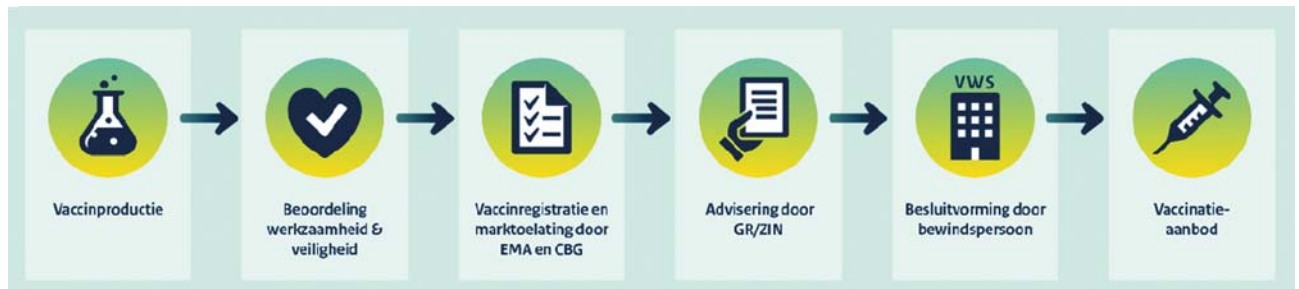 Vaccinproductie
Beoordeling
werkzaamheid &
veiligheid
Vaccinregistratie en
marktoelating door
EMA en CBG
Advisering door
GR/ZIN
VWS
Besluitvorming door
bewindspersoon
Vaccinatie-
aanbod